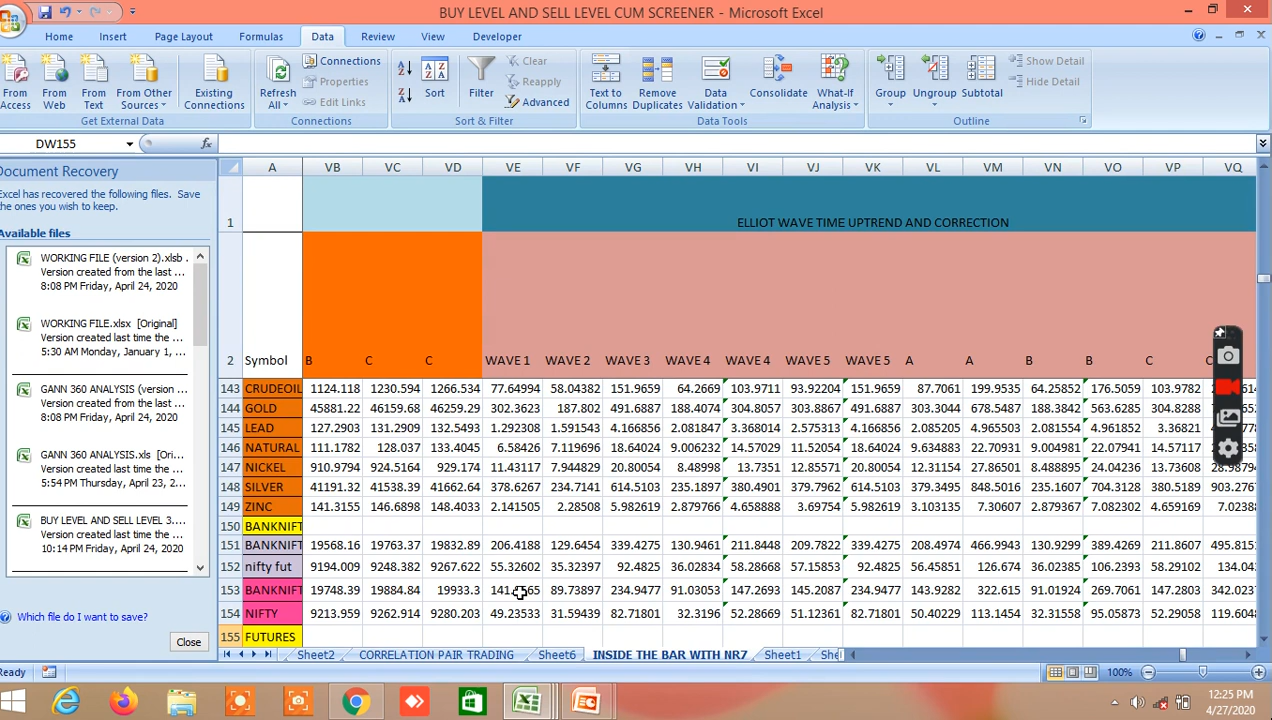 BUY LEVEL AND SELL LEVEL CUM SCREENER - Microsoft Excel
Home Insert Page Layout Formulas Data Review View Developer
From Access
From Web
From Text
From Other Sources
Existing Connections
Get External Data
Refresh All
Connections
Properties
Edit Links
Connections
Sort
Filter
Clear
Reapply
Advanced
Sort & Filter
Text to Columns
Remove Duplicates
Data Validation
Consolidate
What-If Analysis
Data Tools
Group
Ungroup
Subtotal
Show Detail
Hide Detail
Outline
DW155
fx
Document Recovery
Excel has recovered the following files. Save
the ones you wish to keep.
Available files
WORKING FILE (version 2).xlsb
Version created from the last ...
8:08 PM Friday, April 24, 2020
WORKING FILE.xlsx [Original]
Version created last time the ...
5:30 AM Monday, January 1, ...
GANN 360 ANALYSIS (version ...
Version created from the last ...
8:08 PM Friday, April 24, 2020
GANN 360 ANALYSIS.xls [Ori...
Version created last time the ...
5:54 PM Thursday, April 23, 2...
BUY LEVEL AND SELL LEVEL 3....
Version created from the last ...
10:14 PM Friday, April 24, 2020
Which file do I want to save?
Close
A VB VC VD VE VF VG VH VI VJ VK VL VM VN VO VP VQ
1 ELLIOT WAVE TIME UPTREND AND CORRECTION
2 Symbol B C C WAVE 1 WAVE 2 WAVE 3 WAVE 4 WAVE 4 WAVE 5 WAVE 5 A A B B C
143 CRUDEOIL 1124.118 1230.594 1266.534 77.64994 58.04382 151.9659 64.2669 103.9711 93.92204 151.9659 87.7061 199.9535 64.25852 176.5059 103.9782
144 GOLD 45881.22 46159.68 46259.29 302.3623 187.802 491.6887 188.4074 304.8057 303.8867 491.6887 303.3044 678.5487 188.3842 563.6285 304.8288
145 LEAD 127.2903 131.2909 132.5493 1.292308 1.591543 4.166856 2.081847 3.368014 2.575313 4.166856 2.085205 4.965503 2.081554 4.961852 3.36821
146 NATURAL 111.1782 128.037 133.4045 6.58426 7.119696 18.64024 9.006232 14.57029 11.52054 18.64024 9.634883 22.70931 9.004981 22.07941 14.57117
147 NICKEL 910.9794 924.5164 929.174 11.43117 7.944829 20.80054 8.48998 13.7351 12.85571 20.80054 12.31154 27.86501 8.488895 24.04236 13.73608 28.98794
148 SILVER 41191.32 41538.39 41662.64 378.6267 234.7141 614.5103 235.1897 380.4901 379.7962 614.5103 379.3495 848.5016 235.1607 704.3128 380.5189 903.2767
149 ZINC 141.3155 146.6898 148.4033 2.141505 2.28508 5.982619 2.879766 4.658888 3.69754 5.982619 3.103135 7.30607 2.879367 7.082302 4.659169 7.02388
150 BANKNIFT
151 BANKNIFT 19568.16 19763.37 19832.89 206.4188 129.6454 339.4275 130.9461 211.8448 209.7822 339.4275 208.4974 466.9943 130.9299 389.4269 211.8607 495.815
152 nifty fut 9194.009 9248.382 9267.622 55.32602 35.32397 92.4825 36.02834 58.28668 57.15853 92.4825 56.45851 126.674 36.02385 106.2393 58.29102 134.04
153 BANKNIFT 19748.39 19884.84 19933.3 89.73897 234.9477 91.03053 147.2693 145.2087 234.9477 143.9282 322.615 91.01926 269.7061 147.2803 342.0237
154 NIFTY 9213.959 9262.914 9280.203 49.23533 31.59439 82.71801 32.3156 52.28669 51.12361 82.71801 50.40229 113.1454 32.31558 95.05873 52.29058 119.6048
155 FUTURES
Sheet2 CORRELATION PAIR TRADING Sheet6 INSIDE THE BAR WITH NR7 Sheet1 She
Ready 100%
12:25 PM
4/27/2020